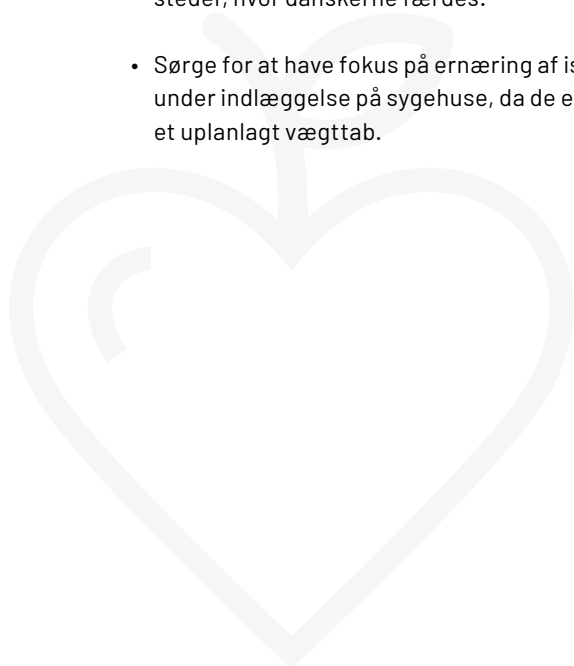 steder, hvor danskerne færdes.
• Sørge for at have fokus på ernæring af
under indlæggelse på sygehuse, da de
et uplanlagt vægttab.